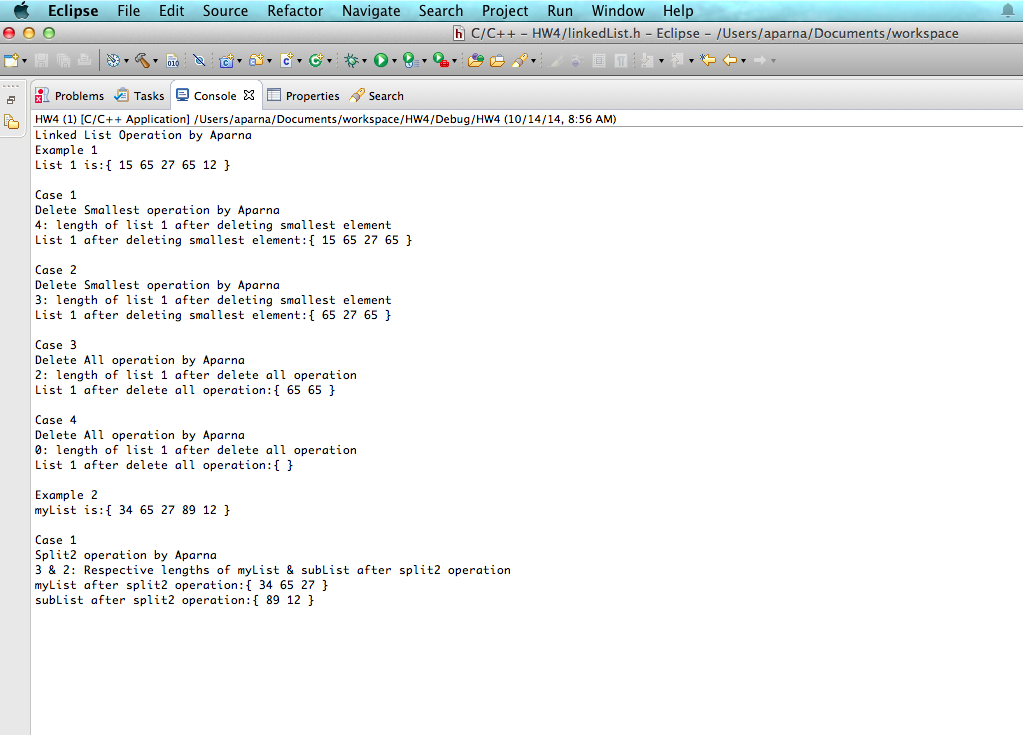 Eclipse File Edit Source Refactor Navigate Search Project Run Window Help
h C/C++ – HW4/linkedList.h – Eclipse – /Users/aparna/Documents/workspace
010
Problems Tasks Console Properties Search
HW4 (1) [C/C++ Application] /Users/aparna/Documents/workspace/HW4/Debug/HW4 (10/14/14, 8:56 AM)
Linked List Operation by Aparna
Example 1
List 1 is:{ 15 65 27 65 12 }
Case 1
Delete Smallest operation by Aparna
4: length of list 1 after deleting smallest element
List 1 after deleting smallest element:{ 15 65 27 65 }
Case 2
Delete Smallest operation by Aparna
3: length of list 1 after deleting smallest element
List 1 after deleting smallest element:{ 65 27 65 }
Case 3
Delete All operation by Aparna
2: length of list 1 after delete all operation
List 1 after delete all operation:{ 65 65 }
Case 4
Delete All operation by Aparna
0: length of list 1 after delete all operation
List 1 after delete all operation:{ }
Example 2
myList is:{ 34 65 27 89 12 }
Case 1
Split2 operation by Aparna
3 & 2: Respective lengths of myList & subList after split2 operation
myList after split2 operation:{ 34 65 27 }
subList after split2 operation:{ 89 12 }